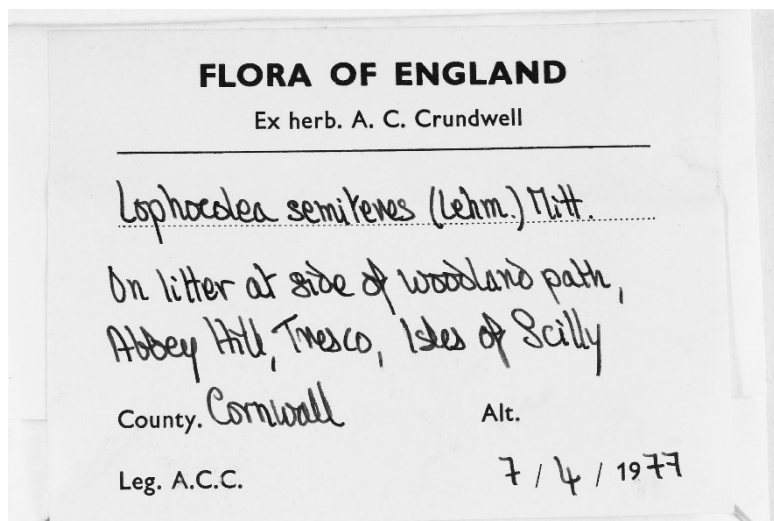 FLORA OF ENGLAND
Ex herb. A. C. Crundwell
Lophocolea semiteres (Lehm.) Mitt.
On litter at side of woodland path,
Abbey Hill, Tresco, Isles of Scilly
County. Cornwall Alt.
Leg. A.C.C. 7 / 4 / 1977